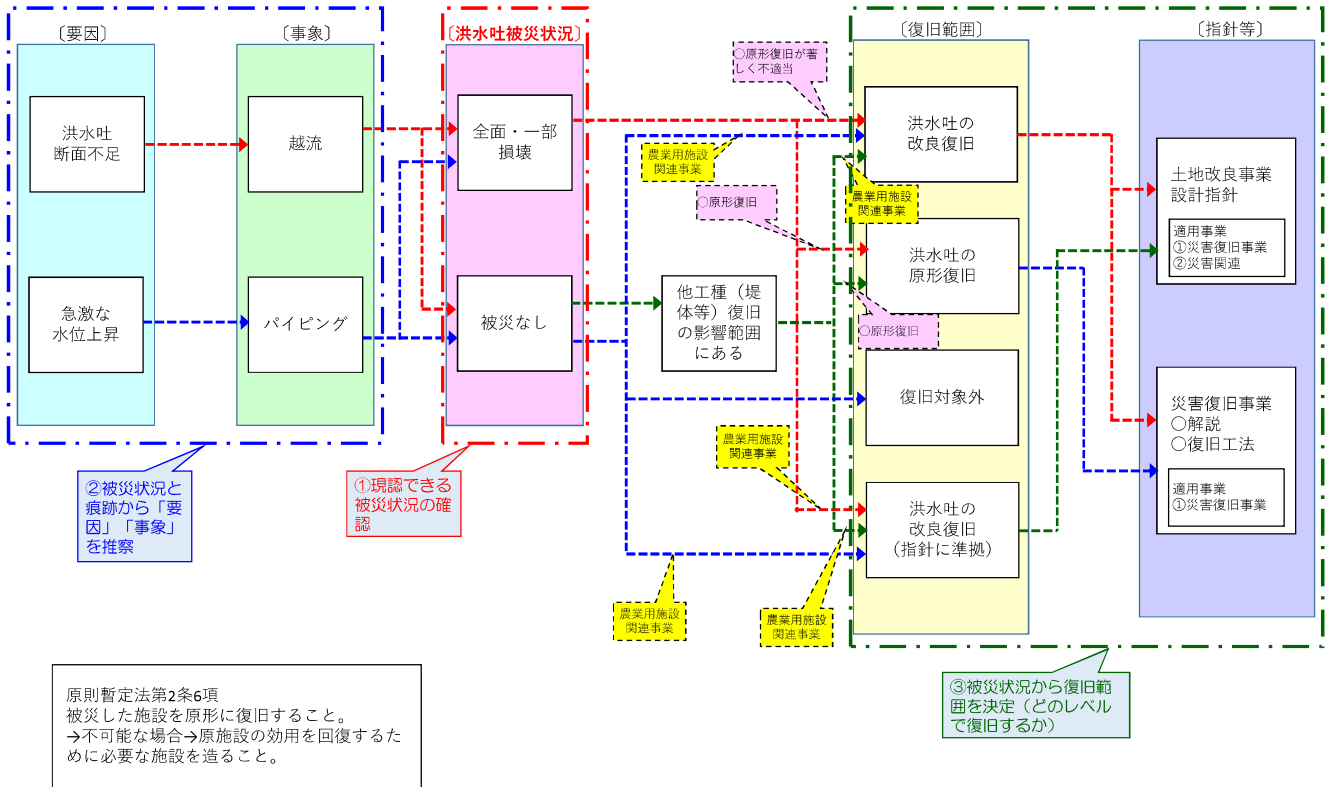 〔要因〕
洪水吐
断面不足
急激な
水位上昇
〔事象〕
越流
パイピング
〔洪水吐被災状況〕
全面・一部
損壊
被災なし
他工種（堤
体等）復旧
の影響範囲
にある
○原形復旧が著
しく不適当
農業用施設
関連事業
農業用施設
関連事業
○原形復旧
○原形復旧
農業用施設
関連事業
農業用施設
関連事業
農業用施設
関連事業
〔復旧範囲〕
洪水吐の
改良復旧
洪水吐の
原形復旧
復旧対象外
洪水吐の
改良復旧
（指針に準拠）
〔指針等〕
土地改良事業
設計指針
適用事業
①災害復旧事業
②災害関連
災害復旧事業
○解説
○復旧工法
適用事業
①災害復旧事業
②被災状況と
痕跡から「要
因」「事象」
を推察
①現認できる
被災状況の確
認
③被災状況から復旧範
囲を決定（どのレベル
で復旧するか）
原則暫定法第2条6項
被災した施設を原形に復旧すること。
→不可能な場合→原施設の効用を回復するた
めに必要な施設を造ること。